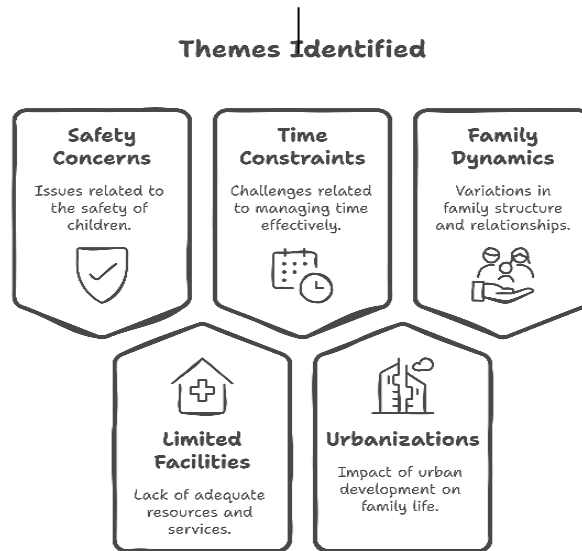 Themes Identified
Safety
Concerns
Issues related to
the safety of
children.
Time
Constraints
Challenges related
to managing time
effectively.
Family
Dynamics
Variations in
family structure
and relationships.
Limited
Facilities
Lack of adequate
resources and
services.
Urbanizations
Impact of urban
development on
family life.